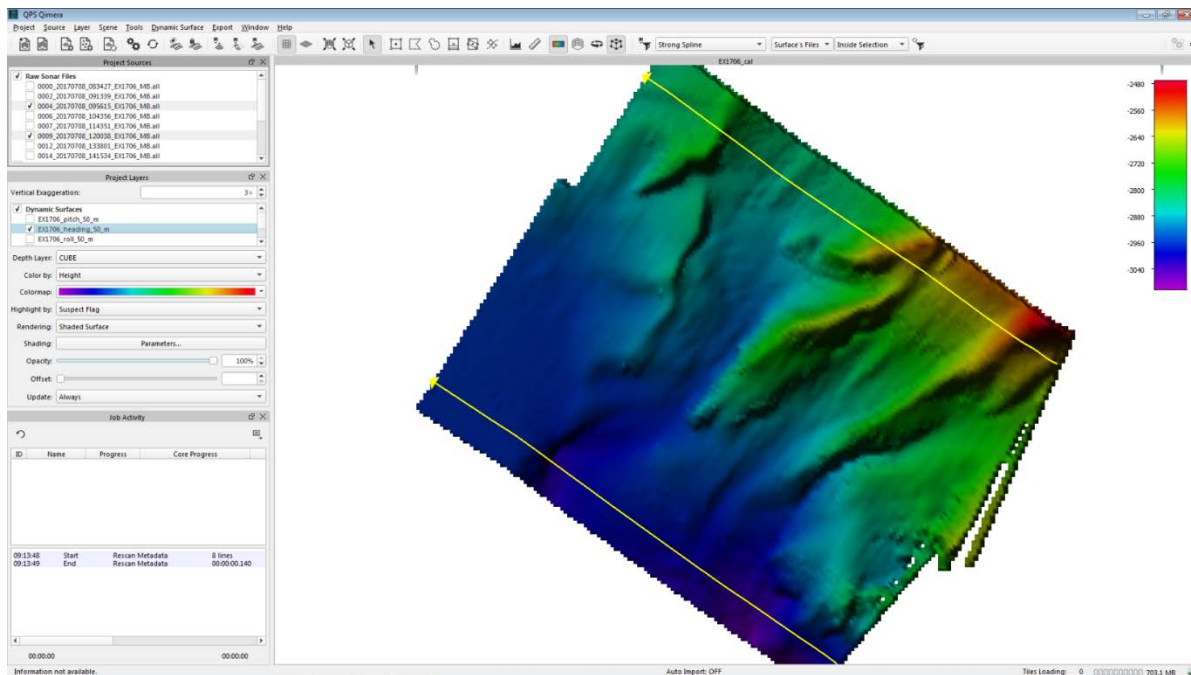 QPS Qimera
Project Source Layer Scene Tools Dynamic Surface Export Window Help
Strong Spline Surface's Files Inside Selection
Project Sources
Raw Sonar Files
0000_20170708_083427_EX1706_MB.all
0002_20170708_091339_EX1706_MB.all
0004_20170708_095615_EX1706_MB.all
0006_20170708_104356_EX1706_MB.all
0007_20170708_114351_EX1706_MB.all
0009_20170708_120038_EX1706_MB.all
0012_20170708_133801_EX1706_MB.all
0014_20170708_141534_EX1706_MB.all
Project Layers
Vertical Exaggeration: 3×
Dynamic Surfaces
EX1706_pitch_50_m
EX1706_heading_50_m
EX1706_roll_50_m
Depth Layer: CUBE
Color by: Height
Colormap:
Highlight by: Suspect Flag
Rendering: Shaded Surface
Shading: Parameters...
Opacity: 100%
Offset:
Update: Always
Job Activity
ID Name Progress Core Progress
09:13:48 Start Rescan Metadata 8 lines
09:13:49 End Rescan Metadata 00:00:00.140
00:00:00 00:00:00
EX1706_cal
-2480
-2560
-2640
-2720
-2800
-2880
-2960
-3040
Information not available. Auto Import: OFF Tiles Loading: 0 703.1 MB